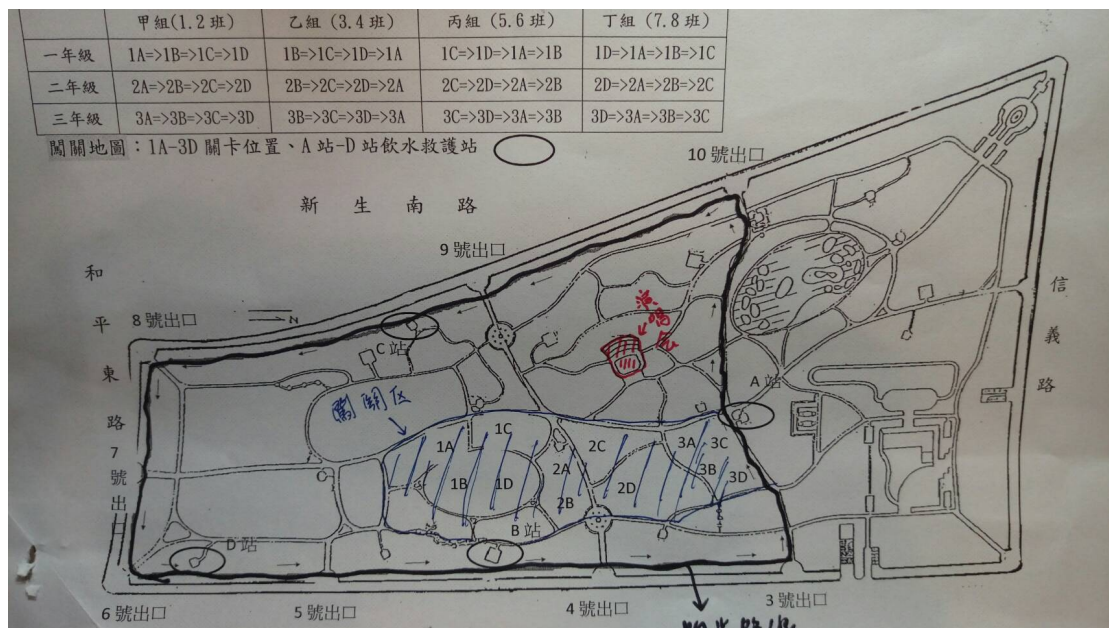 甲組(1.2 班) 乙組 (3.4 班) 丙組 (5.6 班) 丁組 (7.8 班)
一年級 1A=>1B=>1C=>1D 1B=>1C=>1D=>1A 1C=>1D=>1A=>1B 1D=>1A=>1B=>1C
二年級 2A=>2B=>2C=>2D 2B=>2C=>2D=>2A 2C=>2D=>2A=>2B 2D=>2A=>2B=>2C
三年級 3A=>3B=>3C=>3D 3B=>3C=>3D=>3A 3C=>3D=>3A=>3B 3D=>3A=>3B=>3C
闖關地圖：1A-3D 關卡位置、A 站-D 站飲水救護站
10 號出口
新 生 南 路
9 號出口
和平東路
信義路
8 號出口
N
C 站
A 站
闖關区
1C
1A
2C
3A
3C
2A
3B
1B
1D
2D
3D
2B
B 站
D 站
7號出口
6 號出口
5 號出口
4 號出口
3 號出口